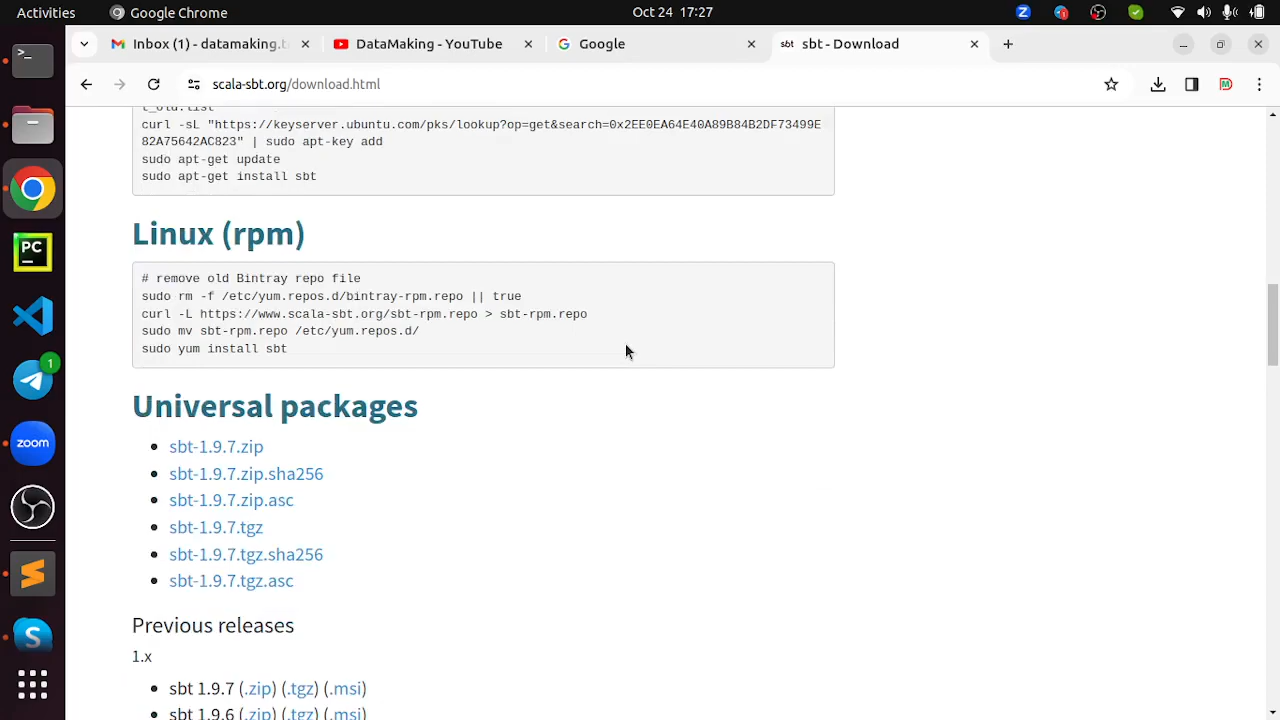 Activities
Google Chrome
Oct 24 17:27
Inbox (1) - datamaking.t
DataMaking - YouTube
Google
sbt sbt - Download
scala-sbt.org/download.html
t_old.list
curl -sL "https://keyserver.ubuntu.com/pks/lookup?op=get&search=0x2EE0EA64E40A89B84B2DF73499E
82A75642AC823" | sudo apt-key add
sudo apt-get update
sudo apt-get install sbt
Linux (rpm)
# remove old Bintray repo file
sudo rm -f /etc/yum.repos.d/bintray-rpm.repo || true
curl -L https://www.scala-sbt.org/sbt-rpm.repo > sbt-rpm.repo
sudo mv sbt-rpm.repo /etc/yum.repos.d/
sudo yum install sbt
Universal packages
sbt-1.9.7.zip
sbt-1.9.7.zip.sha256
sbt-1.9.7.zip.asc
sbt-1.9.7.tgz
sbt-1.9.7.tgz.sha256
sbt-1.9.7.tgz.asc
Previous releases
1.x
sbt 1.9.7 (.zip) (.tgz) (.msi)
sbt 1.9.6 (.zip) (.tgz) (.msi)
PC
1
zoom